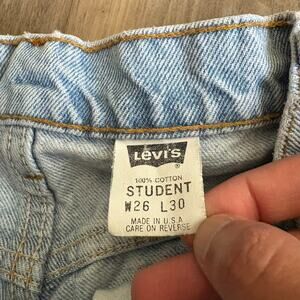 LEVI'S
100% COTTON
STUDENT
W26 L30
MADE IN U.S.A
CARE ON REVERSE